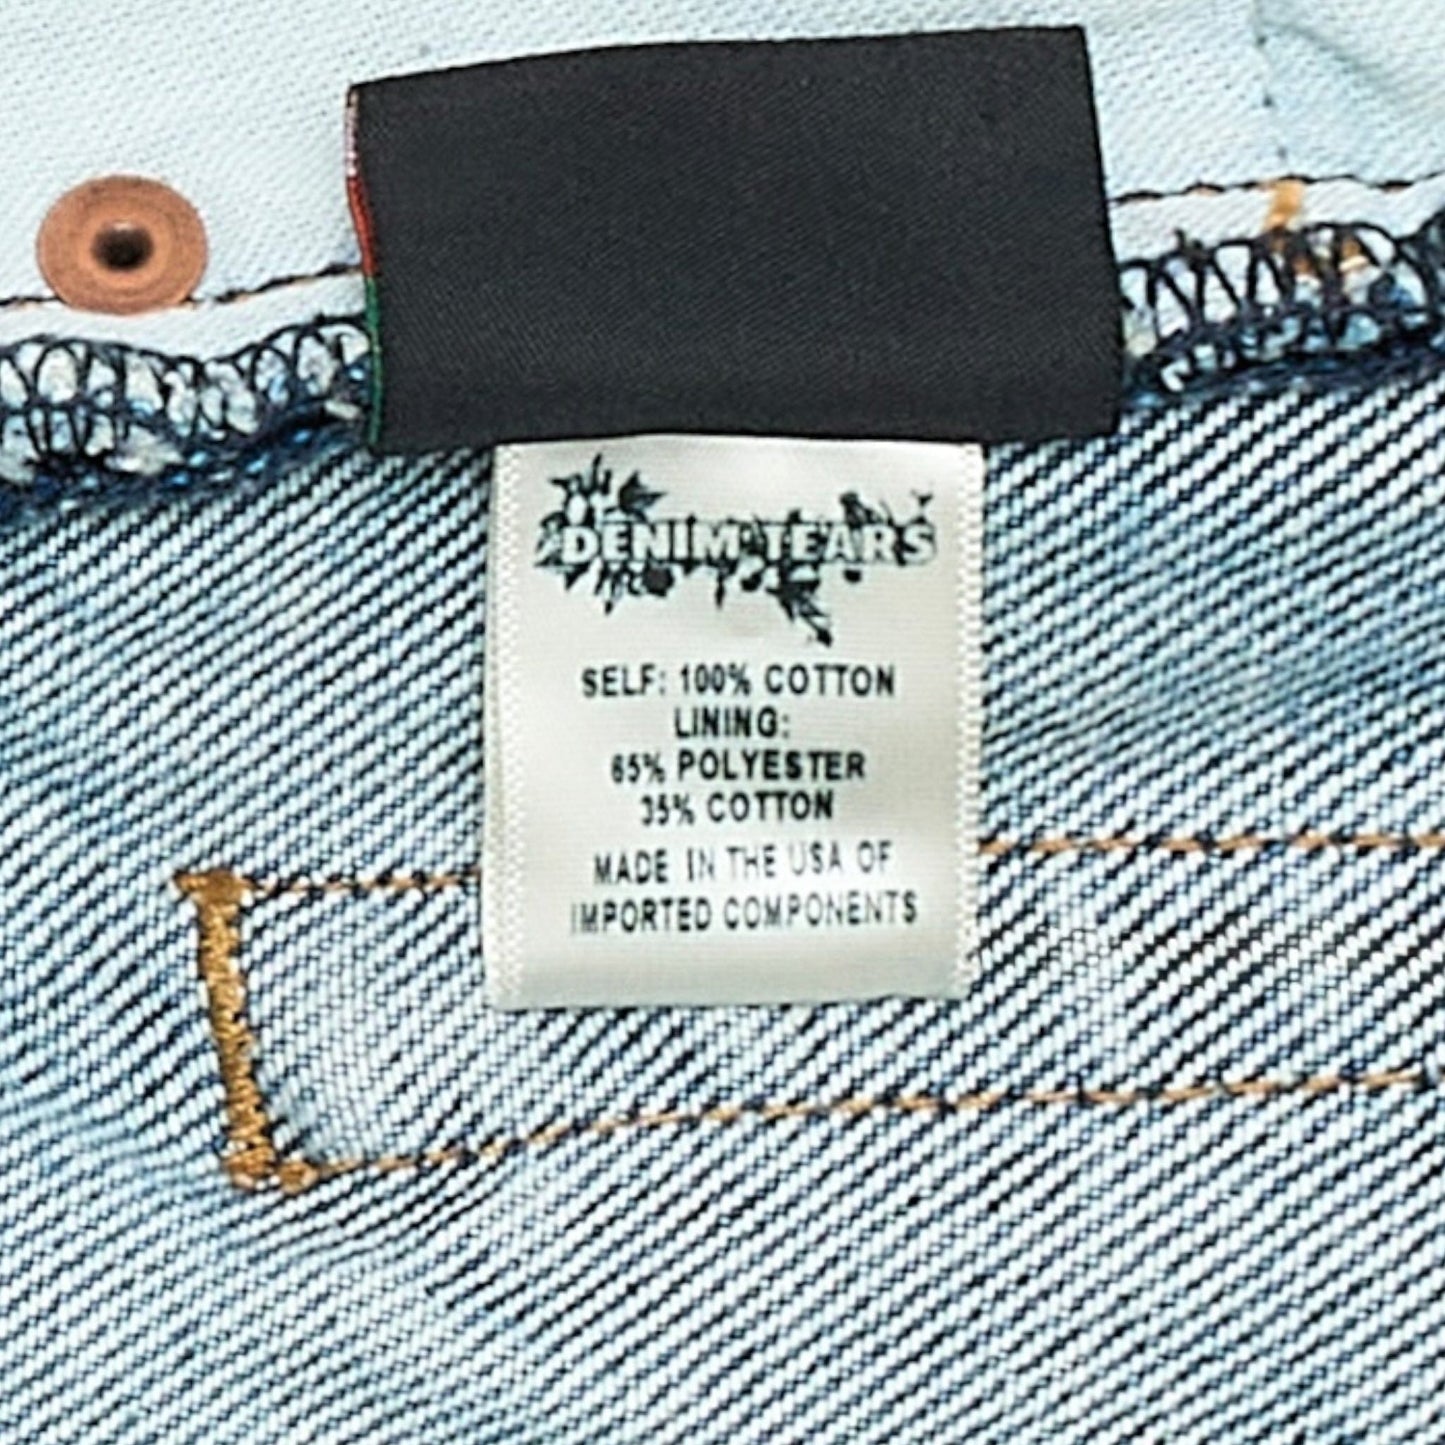 DENIM TEARS
SELF: 100% COTTON
LINING:
65% POLYESTER
35% COTTON
MADE IN THE USA OF
IMPORTED COMPONENTS